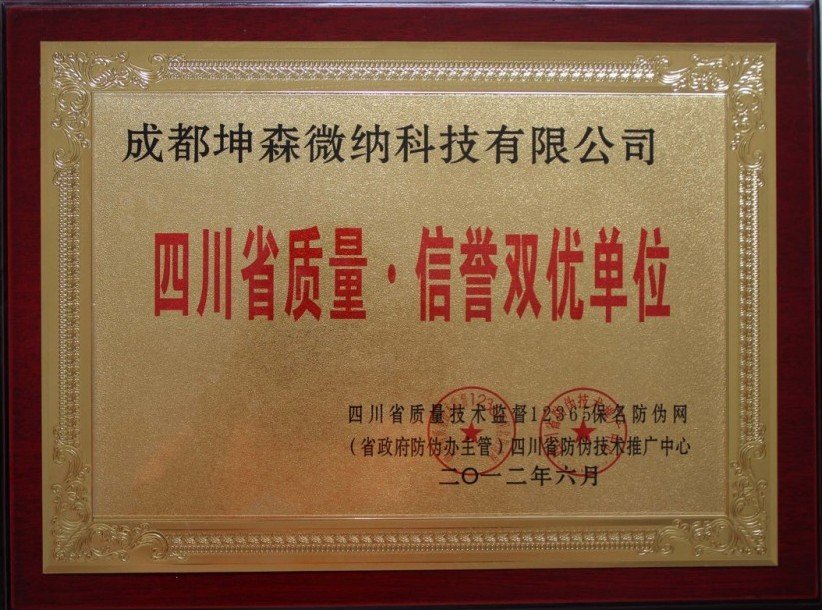 成都坤森微纳科技有限公司
四川省质量·信誉双优单位
四川省质量技术监督12365保名防伪网
（省政府防伪办主管）四川省防伪技术推广中心
二〇一二年六月